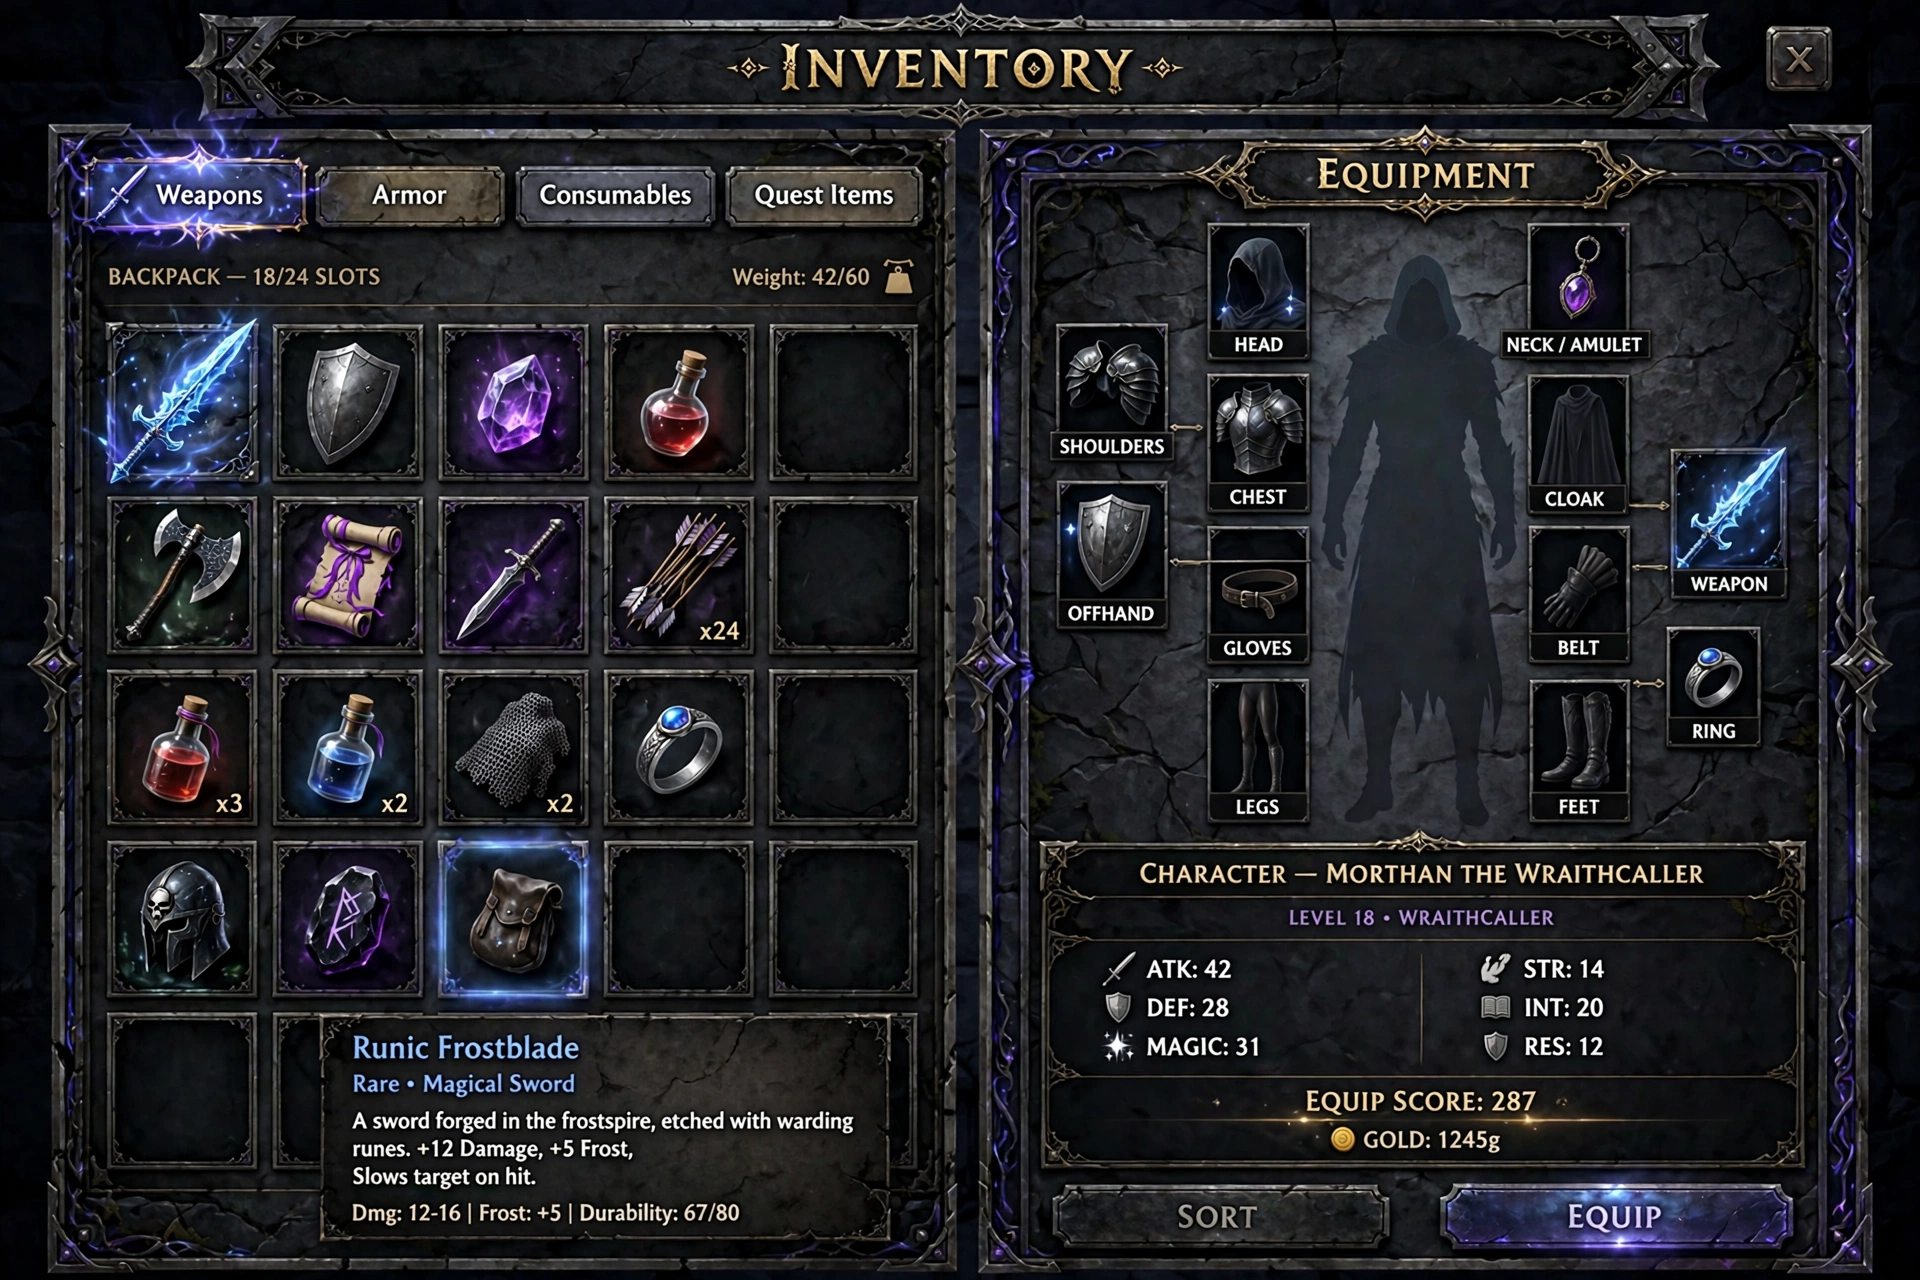 INVENTORY
X
Weapons
Armor
Consumables
Quest Items
BACKPACK — 18/24 SLOTS
Weight: 42/60
x24
x3
x2
x2
Runic Frostblade
Rare • Magical Sword
A sword forged in the frostspire, etched with warding
runes. +12 Damage, +5 Frost,
Slows target on hit.
Dmg: 12-16 | Frost: +5 | Durability: 67/80
EQUIPMENT
HEAD
NECK / AMULET
SHOULDERS
CHEST
CLOAK
WEAPON
OFFHAND
GLOVES
BELT
RING
LEGS
FEET
CHARACTER — MORTHAN THE WRAITHCALLER
LEVEL 18 • WRAITHCALLER
ATK: 42
STR: 14
DEF: 28
INT: 20
MAGIC: 31
RES: 12
EQUIP SCORE: 287
GOLD: 1245g
SORT
EQUIP